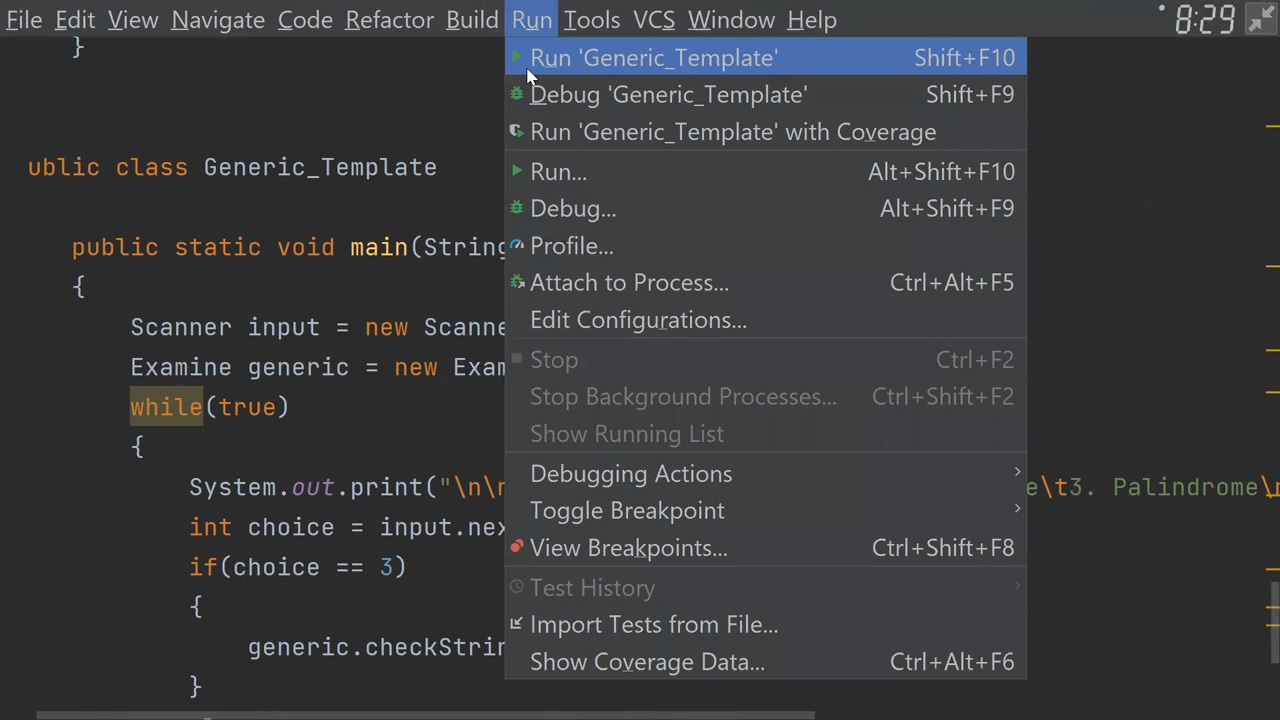 File Edit View Navigate Code Refactor Build Run Tools VCS Window Help 8:29
}
Run 'Generic_Template' Shift+F10
Debug 'Generic_Template' Shift+F9
Run 'Generic_Template' with Coverage
ublic class Generic_Template
Run... Alt+Shift+F10
Debug... Alt+Shift+F9
public static void main(String
Profile...
{
Attach to Process... Ctrl+Alt+F5
Edit Configurations...
Scanner input = new Scanne
Examine generic = new Exam
Stop Ctrl+F2
Stop Background Processes... Ctrl+Shift+F2
while(true)
Show Running List
{
Debugging Actions
System.out.print("\n\n e\t3. Palindrome\n
Toggle Breakpoint
int choice = input.nex
View Breakpoints... Ctrl+Shift+F8
if(choice == 3)
Test History
{
Import Tests from File...
generic.checkStrin
Show Coverage Data... Ctrl+Alt+F6
}